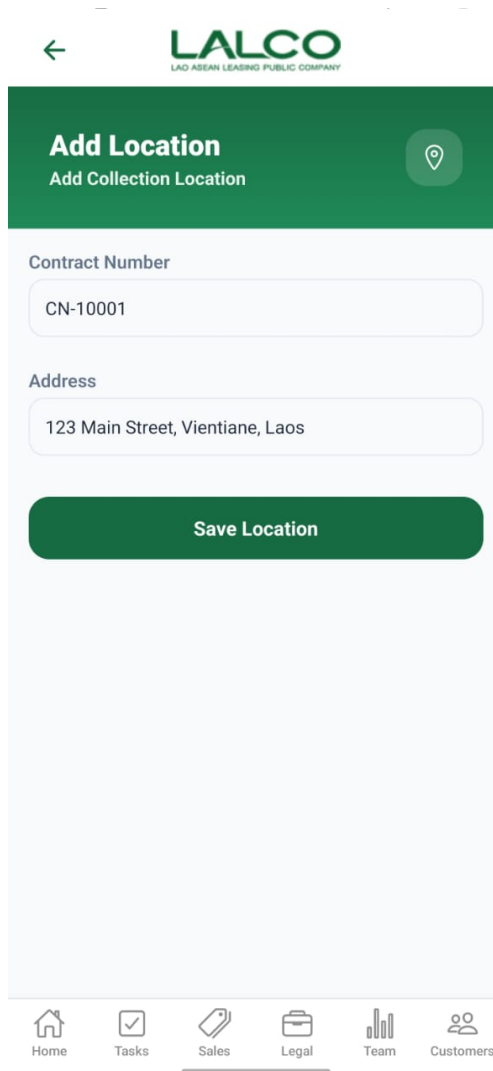 LALCO
LAO ASEAN LEASING PUBLIC COMPANY
Add Location
Add Collection Location
Contract Number
CN-10001
Address
123 Main Street, Vientiane, Laos
Save Location
Home
Tasks
Sales
Legal
Team
Customers